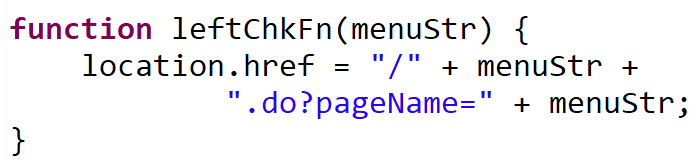 function leftChkFn(menuStr) {
    location.href = "/" + menuStr +
            ".do?pageName=" + menuStr;
}